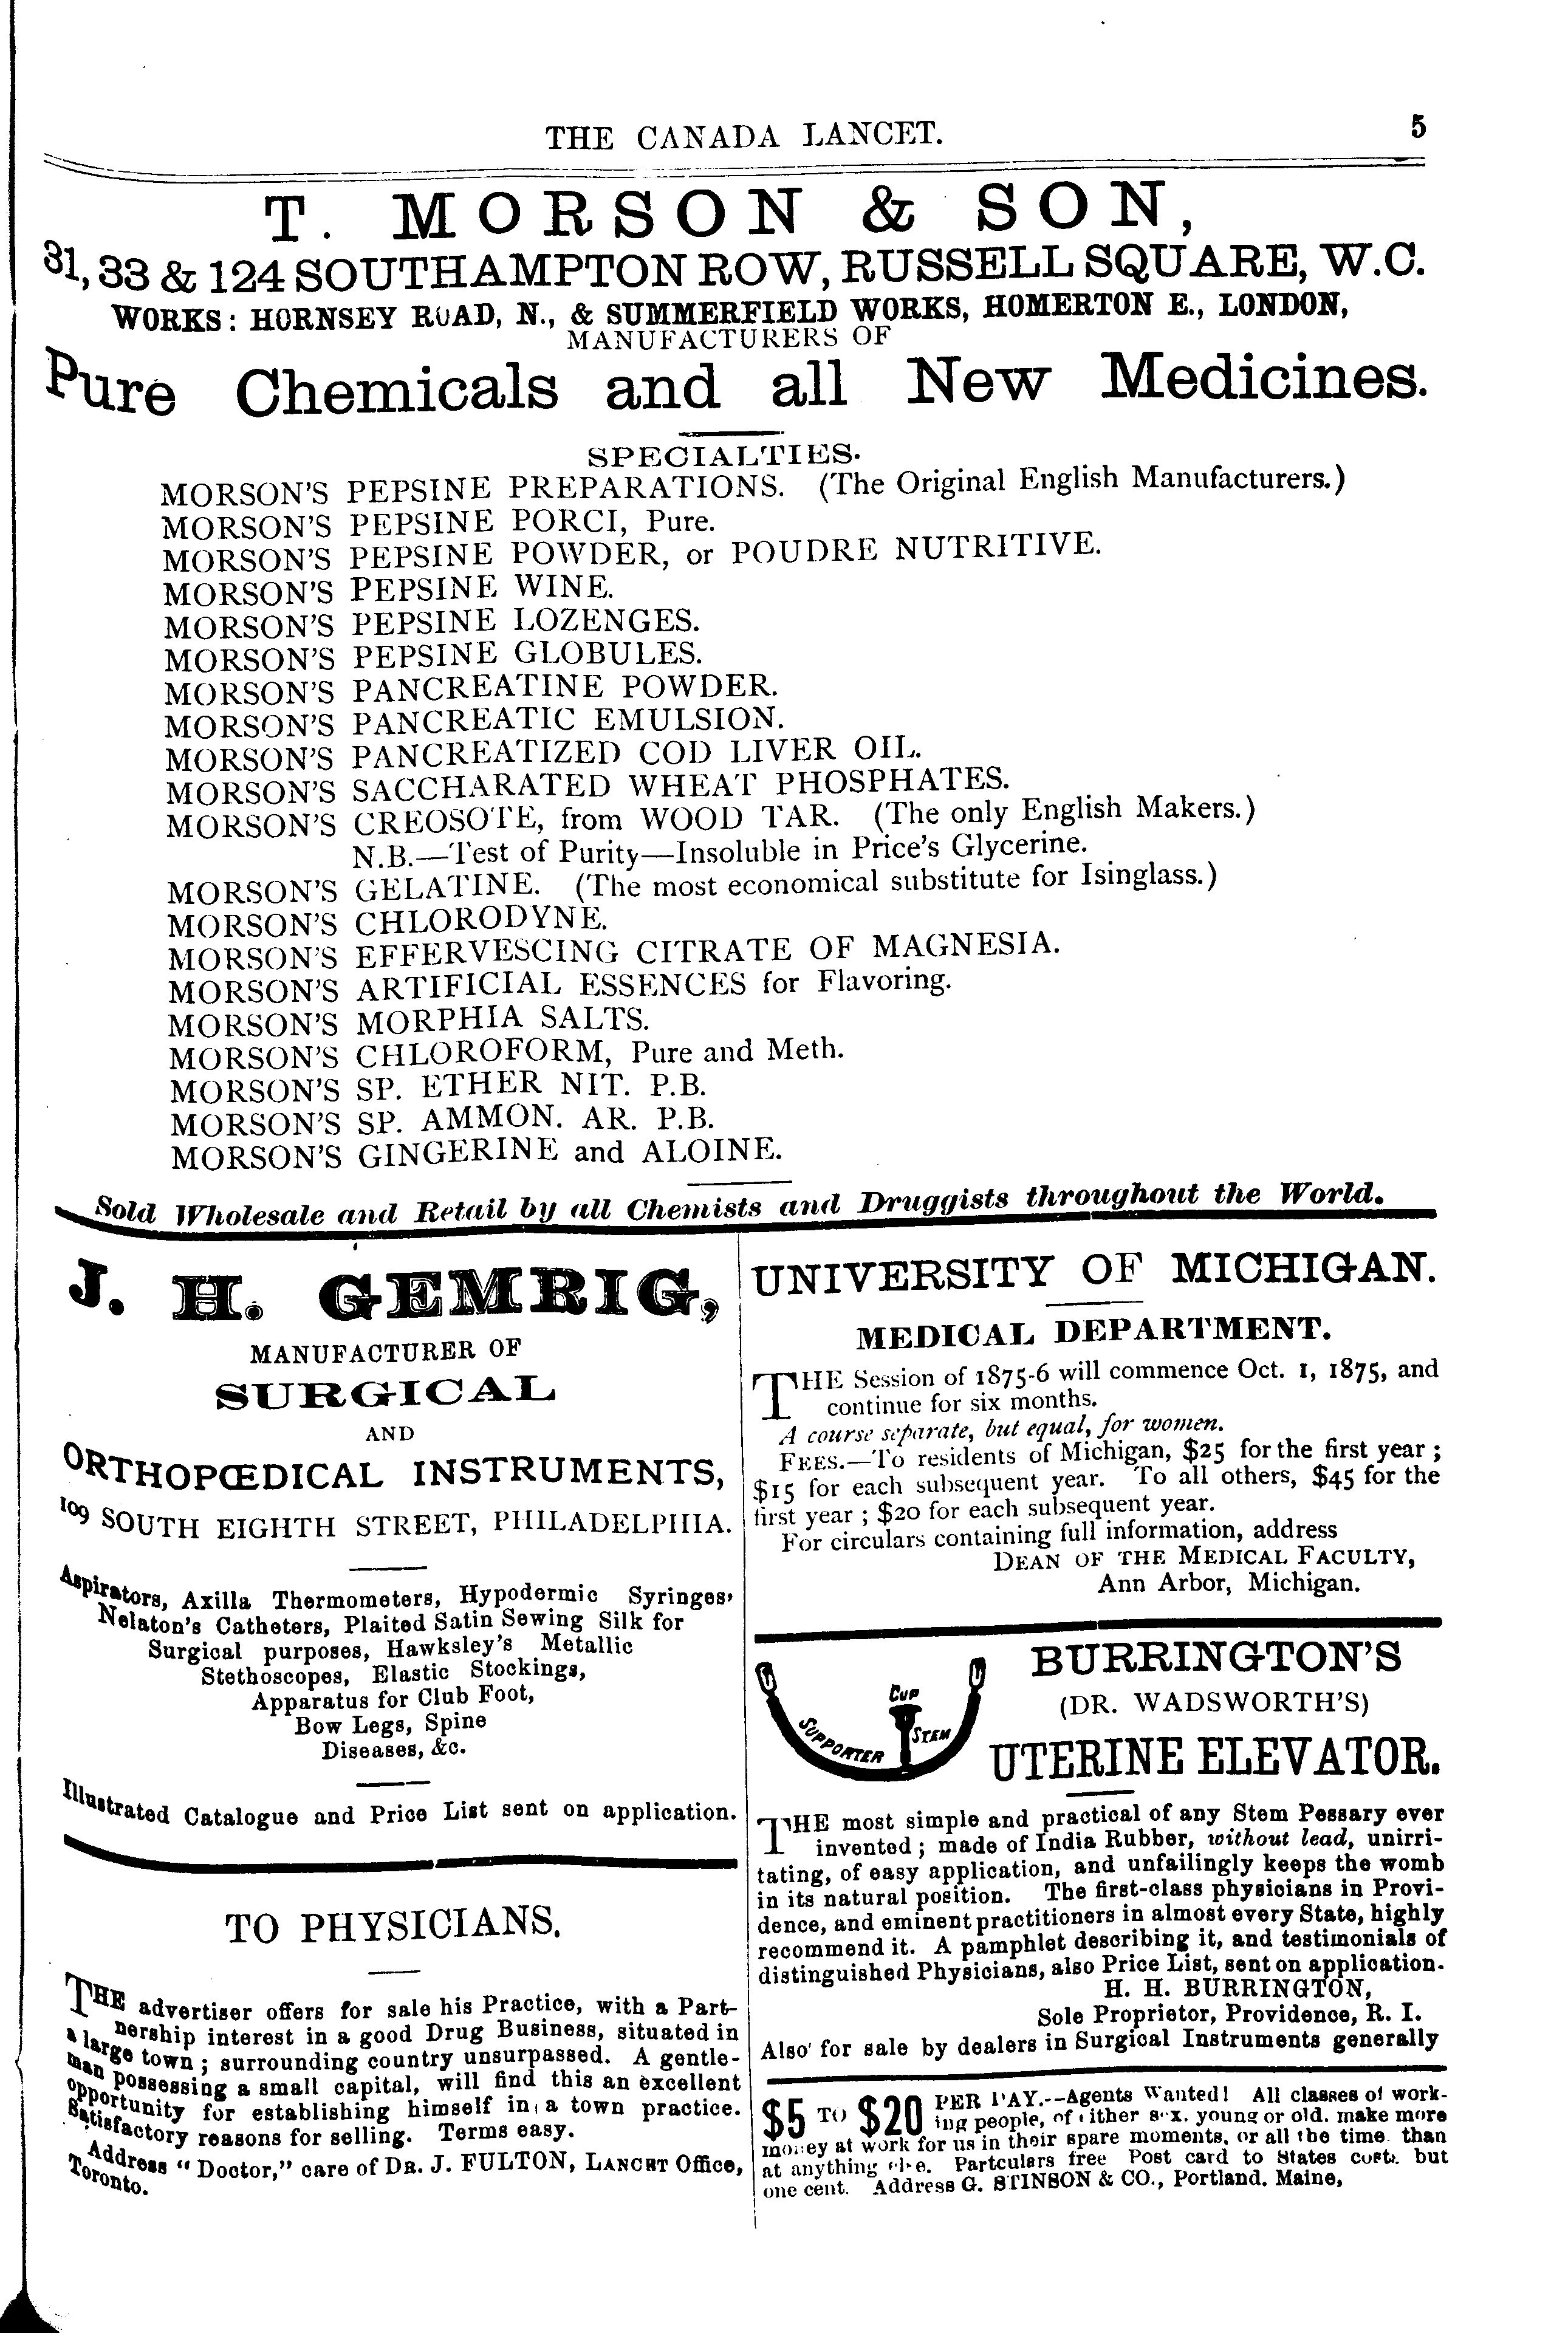 THE CANADA LANCET. 5
T. MORSON & SON,
31, 33 & 124 SOUTHAMPTON ROW, RUSSELL SQUARE, W.C.
WORKS: HORNSEY ROAD, N., & SUMMERFIELD WORKS, HOMERTON E., LONDON,
MANUFACTURERS OF
Pure Chemicals and all New Medicines.
SPECIALTIES.
MORSON'S PEPSINE PREPARATIONS. (The Original English Manufacturers.)
MORSON'S PEPSINE PORCI, Pure.
MORSON'S PEPSINE POWDER, or POUDRE NUTRITIVE.
MORSON'S PEPSINE WINE.
MORSON'S PEPSINE LOZENGES.
MORSON'S PEPSINE GLOBULES.
MORSON'S PANCREATINE POWDER.
MORSON'S PANCREATIC EMULSION.
MORSON'S PANCREATIZED COD LIVER OIL.
MORSON'S SACCHARATED WHEAT PHOSPHATES.
MORSON'S CREOSOTE, from WOOD TAR. (The only English Makers.)
N.B.—Test of Purity—Insoluble in Price's Glycerine.
MORSON'S GELATINE. (The most economical substitute for Isinglass.)
MORSON'S CHLORODYNE.
MORSON'S EFFERVESCING CITRATE OF MAGNESIA.
MORSON'S ARTIFICIAL ESSENCES for Flavoring.
MORSON'S MORPHIA SALTS.
MORSON'S CHLOROFORM, Pure and Meth.
MORSON'S SP. ETHER NIT. P.B.
MORSON'S SP. AMMON. AR. P.B.
MORSON'S GINGERINE and ALOINE.
Sold Wholesale and Retail by all Chemists and Druggists throughout the World.
J. H. GEMRIG,
MANUFACTURER OF
SURGICAL
AND
ORTHOPŒDICAL INSTRUMENTS,
109 SOUTH EIGHTH STREET, PHILADELPHIA.
Aspirators, Axilla Thermometers, Hypodermic Syringes,
Nelaton's Catheters, Plaited Satin Sewing Silk for
Surgical purposes, Hawksley's Metallic
Stethoscopes, Elastic Stockings,
Apparatus for Club Foot,
Bow Legs, Spine
Diseases, &c.
Illustrated Catalogue and Price List sent on application.
TO PHYSICIANS.
THE advertiser offers for sale his Practice, with a Part-
nership interest in a good Drug Business, situated in
a large town; surrounding country unsurpassed. A gentle-
man possessing a small capital, will find this an excellent
opportunity for establishing himself in a town practice.
Satisfactory reasons for selling. Terms easy.
Address "Doctor," care of DR. J. FULTON, LANCET Office,
Toronto.
UNIVERSITY OF MICHIGAN.
MEDICAL DEPARTMENT.
THE Session of 1875-6 will commence Oct. 1, 1875, and
continue for six months.
A course separate, but equal, for women.
FEES.—To residents of Michigan, $25 for the first year;
$15 for each subsequent year. To all others, $45 for the
first year; $20 for each subsequent year.
For circulars containing full information, address
DEAN OF THE MEDICAL FACULTY,
Ann Arbor, Michigan.
CUP
SUPPORTER
STEM
BURRINGTON'S
(DR. WADSWORTH'S)
UTERINE ELEVATOR.
THE most simple and practical of any Stem Pessary ever
invented; made of India Rubber, without lead, unirri-
tating, of easy application, and unfailingly keeps the womb
in its natural position. The first-class physicians in Provi-
dence, and eminent practitioners in almost every State, highly
recommend it. A pamphlet describing it, and testimonials of
distinguished Physicians, also Price List, sent on application.
H. H. BURRINGTON,
Sole Proprietor, Providence, R. I.
Also for sale by dealers in Surgical Instruments generally
$5 TO $20 PER DAY.--Agents Wanted! All classes of work-
ing people, of either sex. young or old. make more
money at work for us in their spare moments, or all the time. than
at anything else. Partculars free Post card to States costs but
one cent. Address G. STINSON & CO., Portland. Maine,